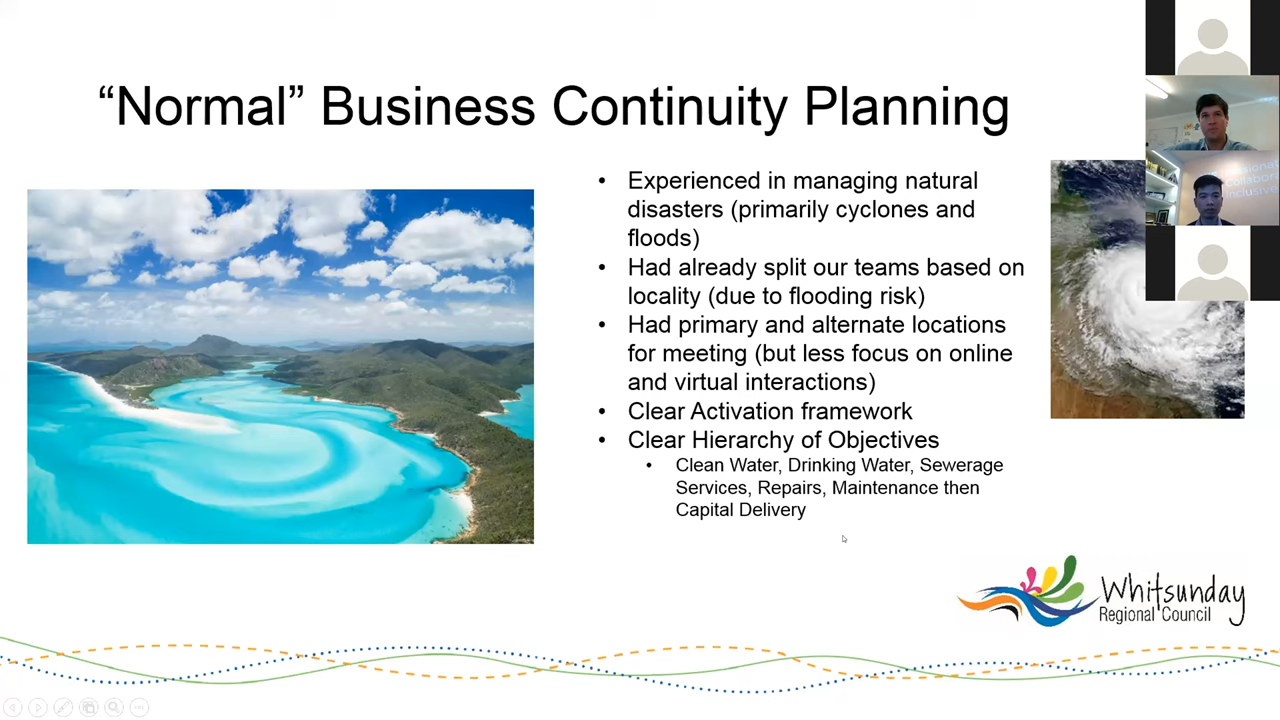 “Normal” Business Continuity Planning
• Experienced in managing natural
disasters (primarily cyclones and
floods)
• Had already split our teams based on
locality (due to flooding risk)
• Had primary and alternate locations
for meeting (but less focus on online
and virtual interactions)
• Clear Activation framework
• Clear Hierarchy of Objectives
• Clean Water, Drinking Water, Sewerage
Services, Repairs, Maintenance then
Capital Delivery
Whitsunday
Regional Council